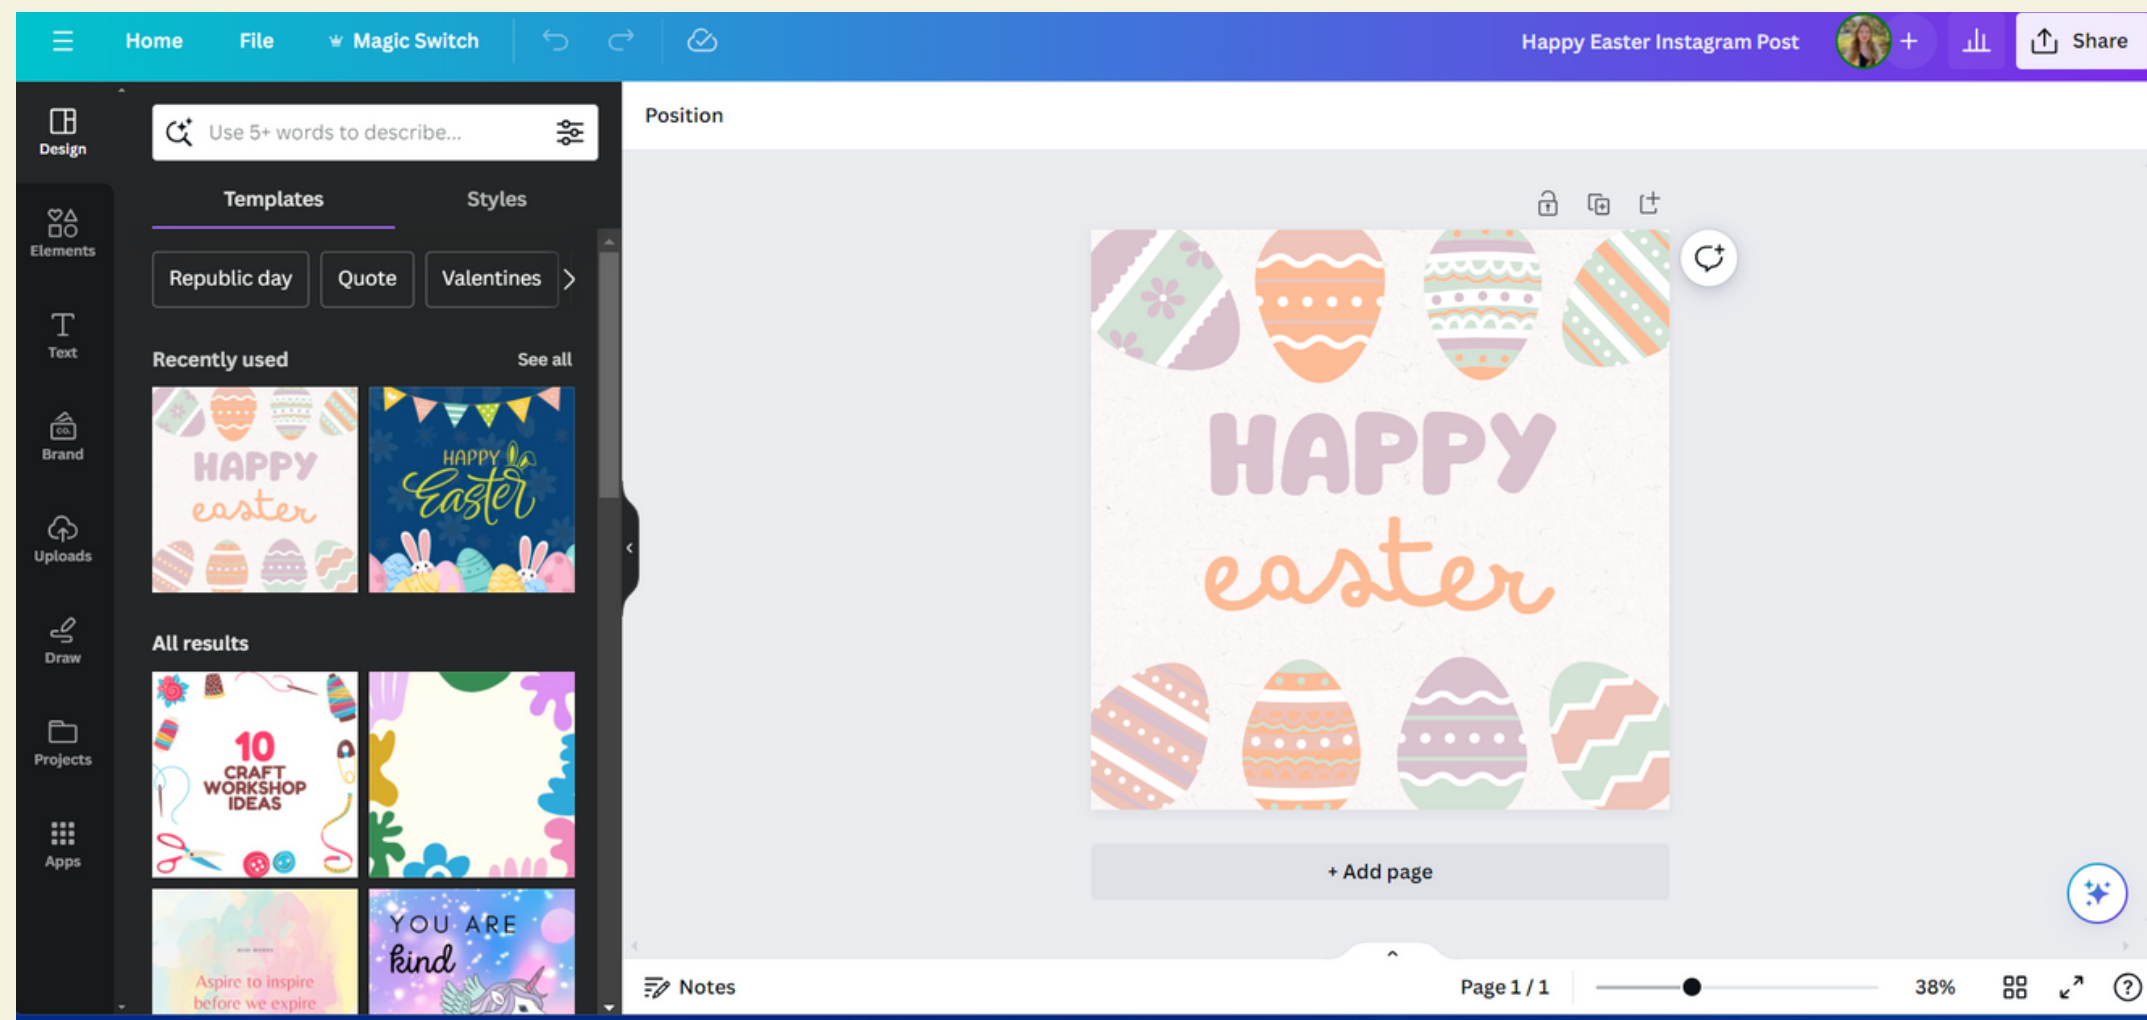 Home File Magic Switch Happy Easter Instagram Post + Share
Design
Elements
Text
Brand
CO.
Uploads
Draw
Projects
Apps
Use 5+ words to describe...
Templates Styles
Republic day Quote Valentines
Recently used See all
HAPPY
easter
HAPPY
Easter
All results
10
CRAFT
WORKSHOP
IDEAS
Aspire to inspire
before we expire
YOU ARE
kind
Position
HAPPY
easter
+ Add page
Notes Page 1 / 1 38% ?